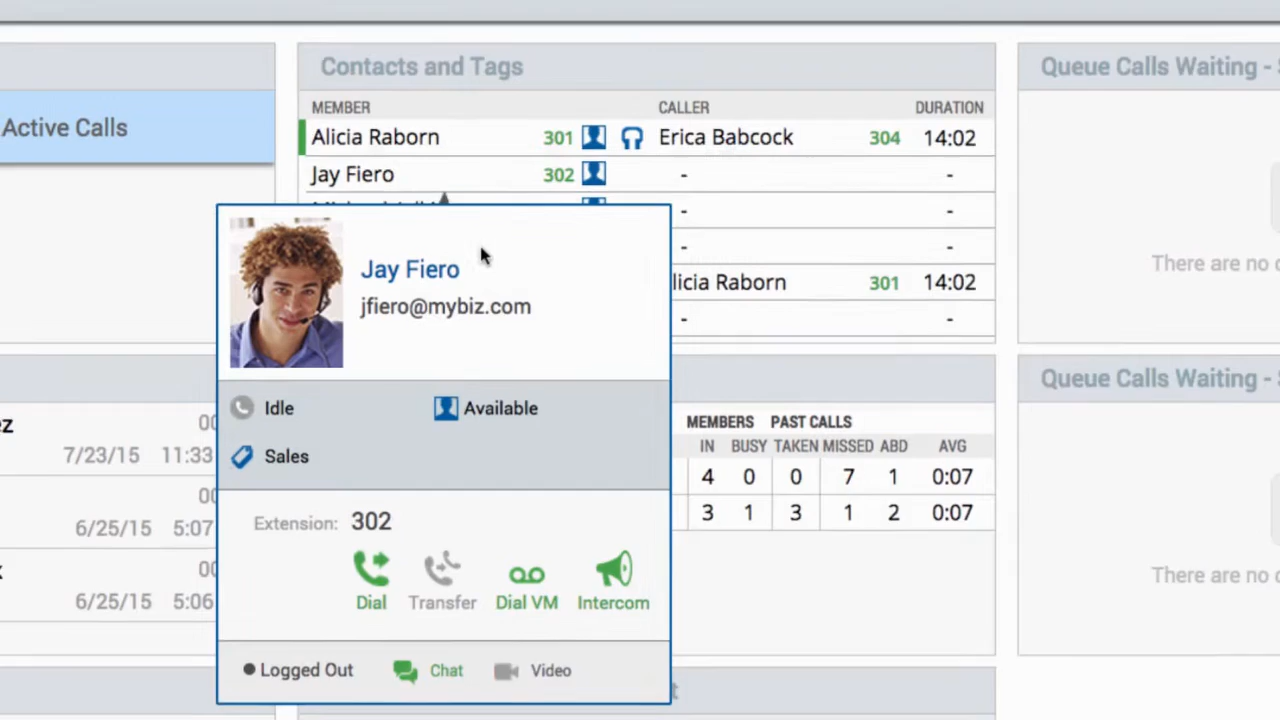 Contacts and Tags
Queue Calls Waiting -
Active Calls
MEMBER CALLER DURATION
Alicia Raborn 301 Erica Babcock 304 14:02
Jay Fiero 302 - -
- -
- -
licia Raborn 301 14:02
- -
There are no
Jay Fiero
jfiero@mybiz.com
Idle Available
Sales
Extension: 302
Dial Transfer Dial VM Intercom
Logged Out Chat Video
Queue Calls Waiting -
MEMBERS PAST CALLS
IN BUSY TAKEN MISSED ABD AVG
4 0 0 7 1 0:07
3 1 3 1 2 0:07
There are no
ez 00
7/23/15 11:33
00
6/25/15 5:07
00
6/25/15 5:06